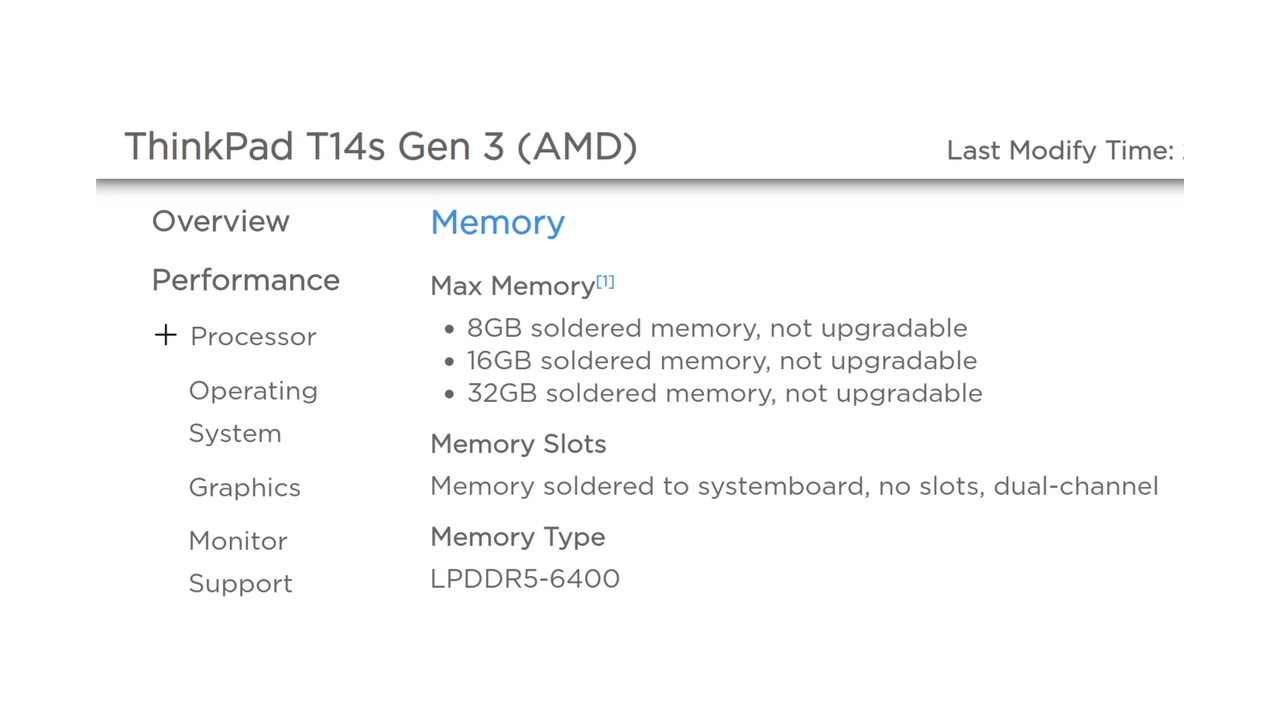 ThinkPad T14s Gen 3 (AMD)
Last Modify Time:
Overview
Performance
+ Processor
Operating
System
Graphics
Monitor
Support
Memory
Max Memory[1]
• 8GB soldered memory, not upgradable
• 16GB soldered memory, not upgradable
• 32GB soldered memory, not upgradable
Memory Slots
Memory soldered to systemboard, no slots, dual-channel
Memory Type
LPDDR5-6400